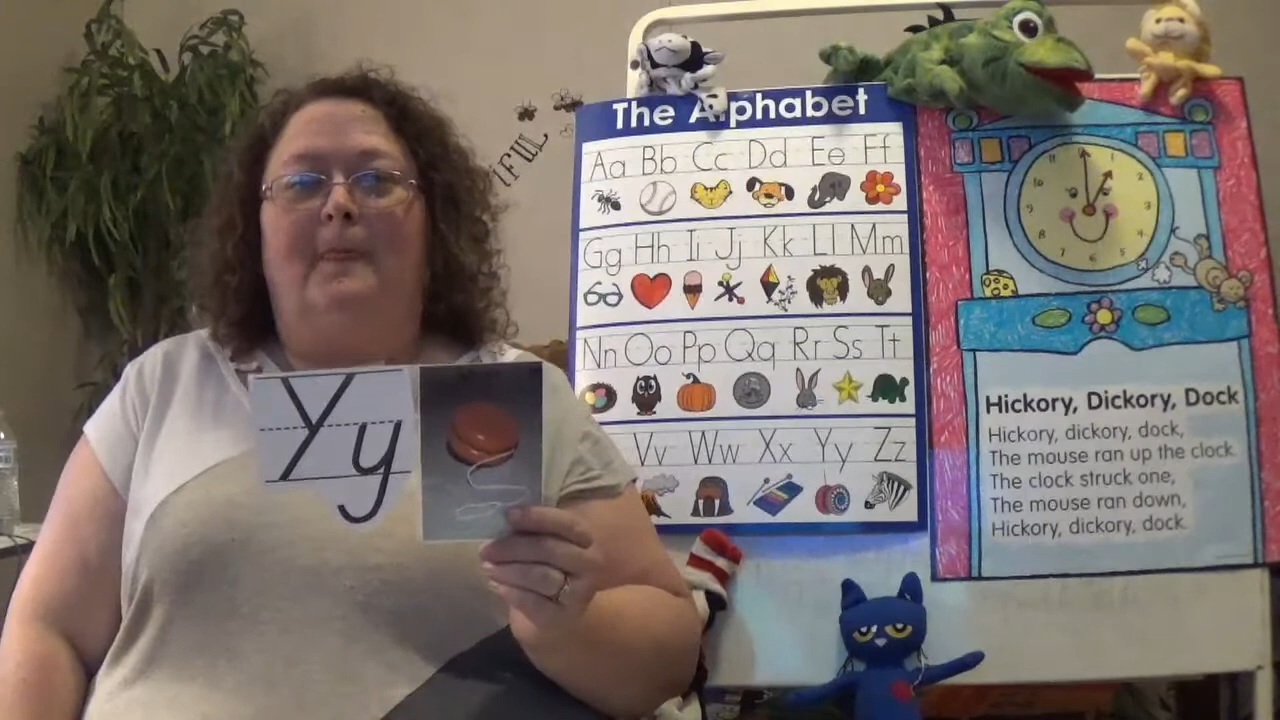 iFUL
The Alphabet
Aa Bb Cc Dd Ee Ff
Gg Hh Ii Jj Kk Ll Mm
Nn Oo Pp Qq Rr Ss Tt
Vv Ww Xx Yy Zz
Yy
Hickory, Dickory, Dock
Hickory, dickory, dock,
The mouse ran up the clock.
The clock struck one,
The mouse ran down,
Hickory, dickory, dock.